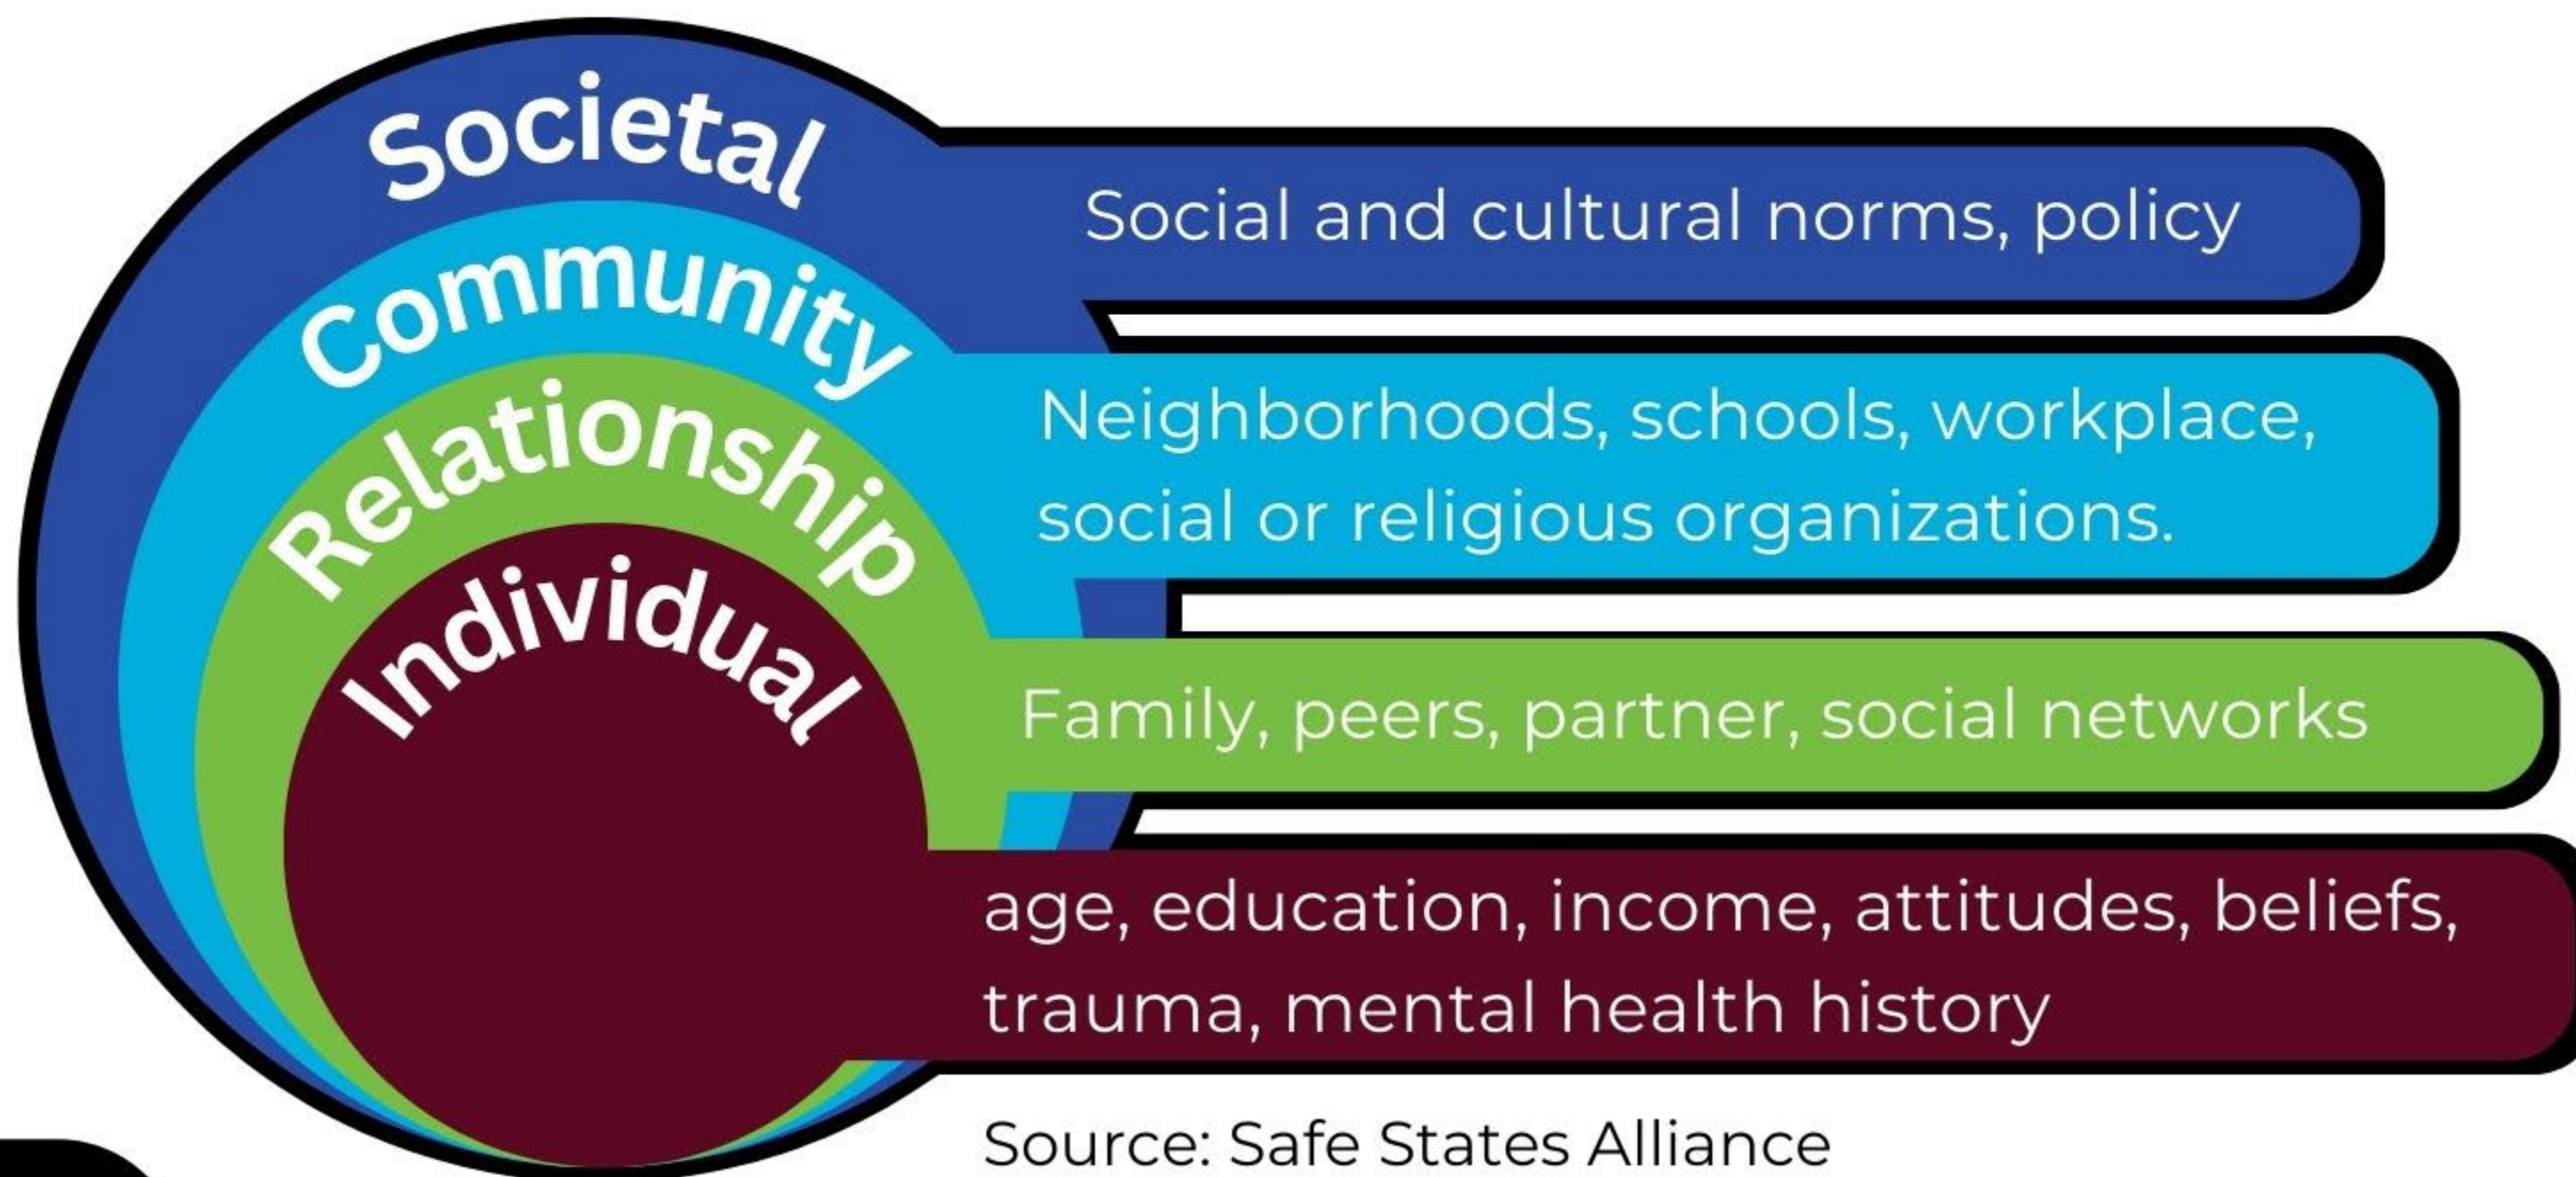 Societal
Social and cultural norms, policy
Community
Neighborhoods, schools, workplace,
social or religious organizations.
Relationship
Family, peers, partner, social networks
Individual
age, education, income, attitudes, beliefs,
trauma, mental health history
Source: Safe States Alliance